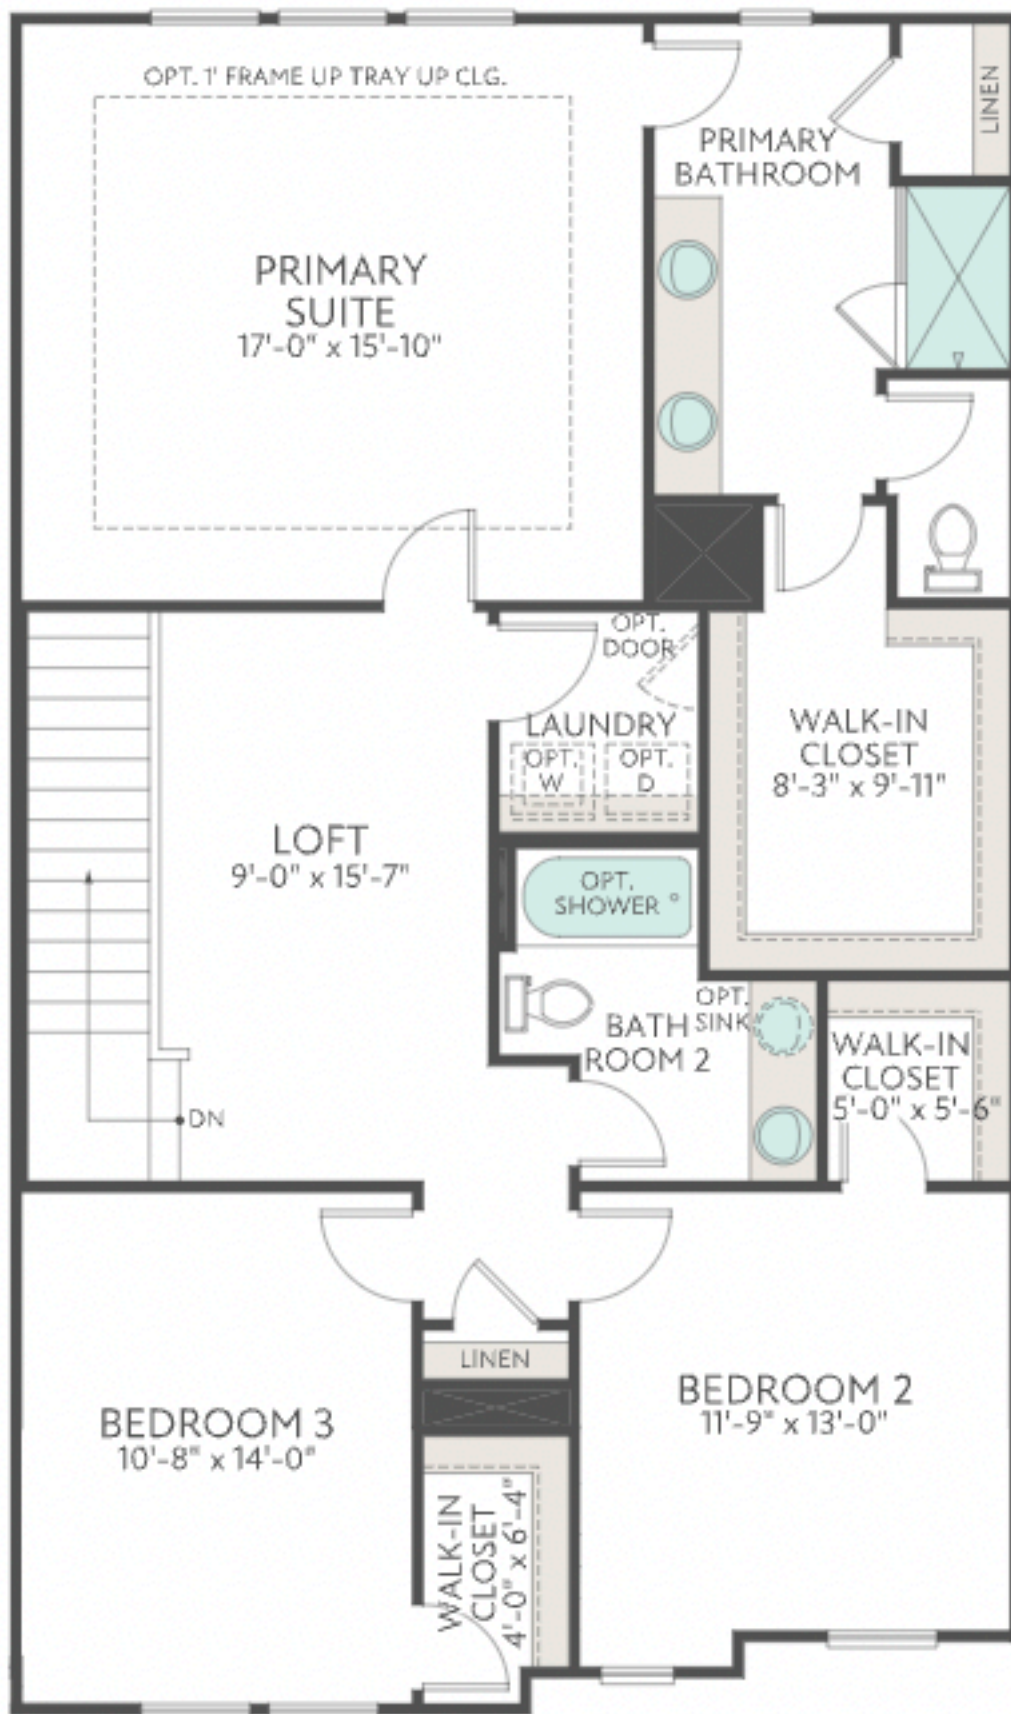 OPT. 1' FRAME UP TRAY UP CLG.
LINEN
PRIMARY
BATHROOM
PRIMARY
SUITE
17'-0" x 15'-10"
OPT.
DOOR
LAUNDRY
OPT.
W
OPT.
D
WALK-IN
CLOSET
8'-3" x 9'-11"
LOFT
9'-0" x 15'-7"
OPT.
SHOWER
OPT.
SINK
BATH
ROOM 2
WALK-IN
CLOSET
5'-0" x 5'-6"
DN
LINEN
BEDROOM 3
10'-8" x 14'-0"
BEDROOM 2
11'-9" x 13'-0"
WALK-IN
CLOSET
4'-0" x 6'-4"